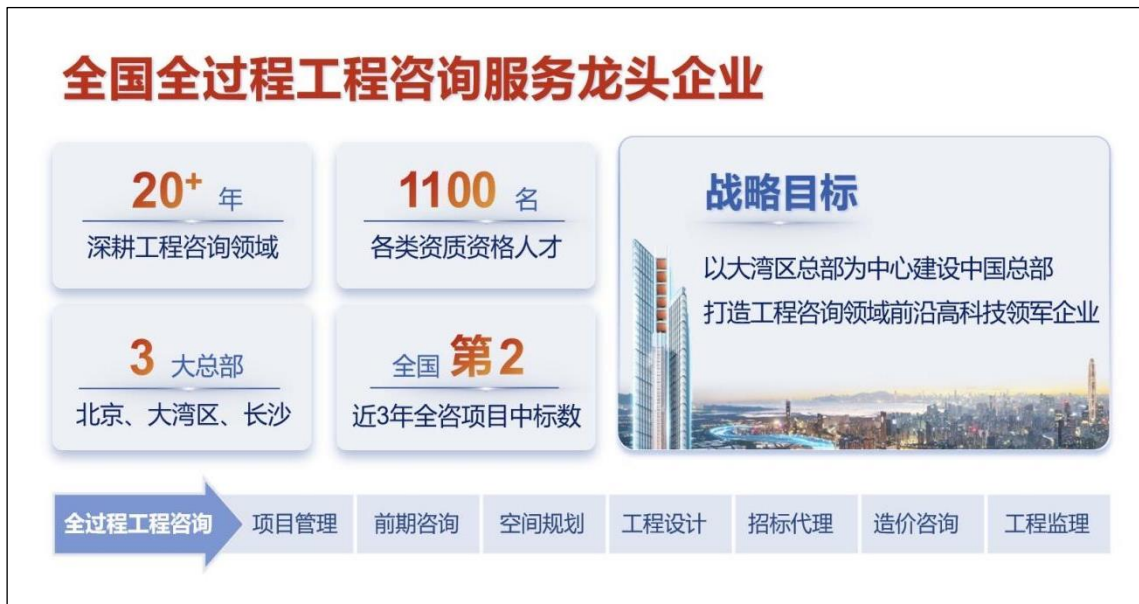 全国全过程工程咨询服务龙头企业
20+ 年
深耕工程咨询领域
1100 名
各类资质资格人才
3 大总部
北京、大湾区、长沙
全国 第2
近3年全咨项目中标数
战略目标
以大湾区总部为中心建设中国总部
打造工程咨询领域前沿高科技领军企业
全过程工程咨询 项目管理 前期咨询 空间规划 工程设计 招标代理 造价咨询 工程监理